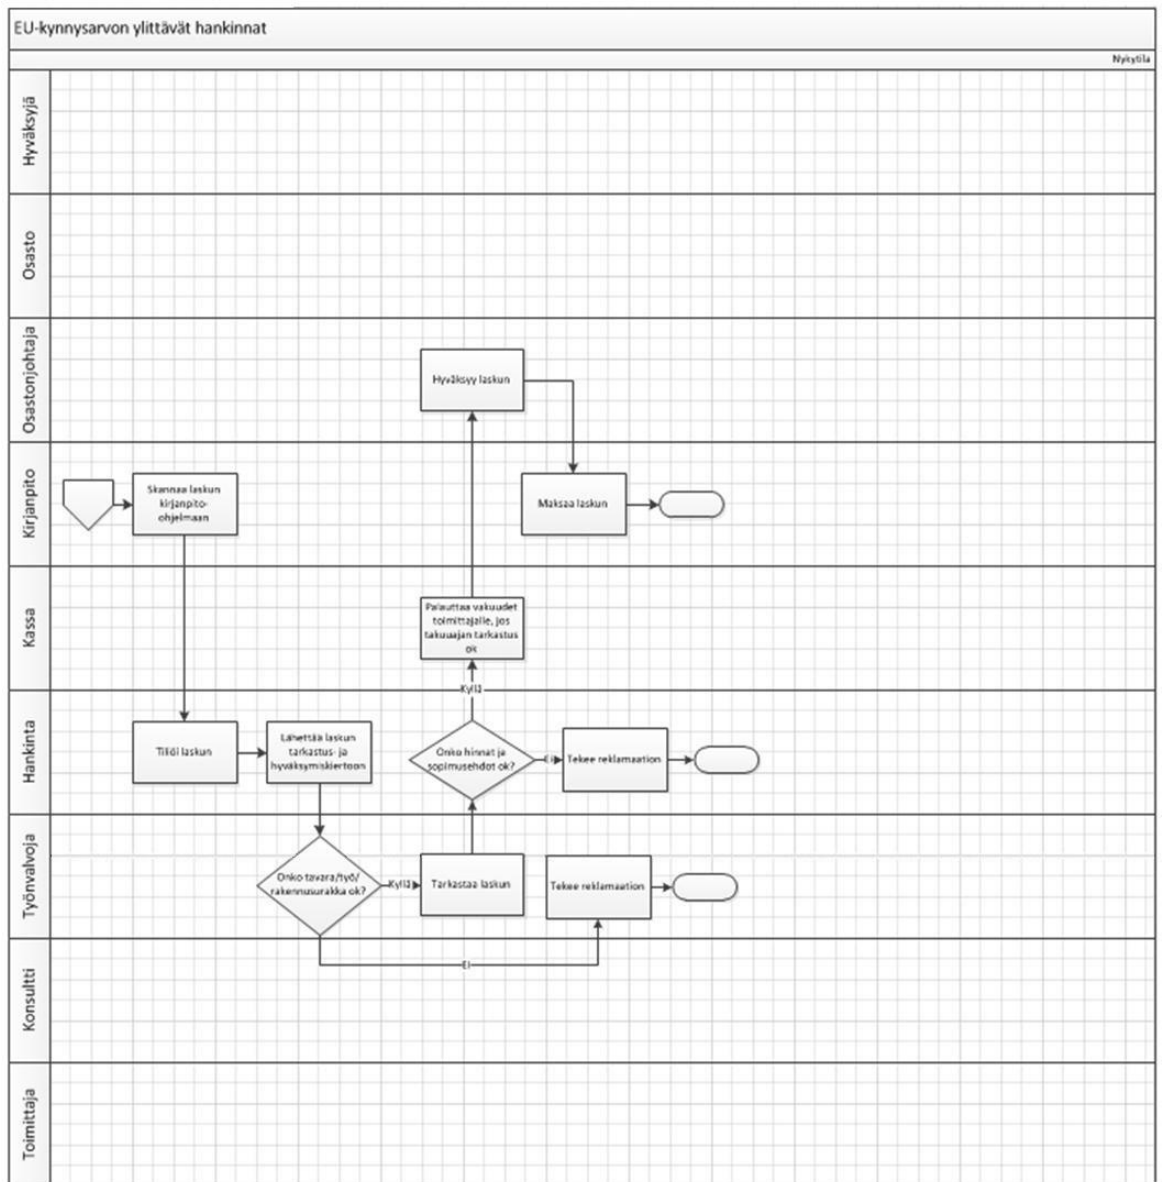 EU-kynnysarvon ylittävät hankinnat
Nykytila
Hyväksyjä
Osasto
Osastonjohtaja
Hyväksyy laskun
Kirjanpito
Skannaa laskun
kirjanpito-
ohjelmaan
Maksaa laskun
Kassa
Palauttaa vakuudet
toimittajalle, jos
takuuajan tarkastus
ok
Kyllä
Hankinta
Tiliöi laskun
Lähettää laskun
tarkastus- ja
hyväksymiskiertoon
Onko hinnat ja
sopimusehdot ok?
Ei
Tekee reklamaation
Työnvalvoja
Onko tavara/työ/
rakennusurakka ok?
Kyllä
Tarkastaa laskun
Tekee reklamaation
Ei
Konsultti
Toimittaja